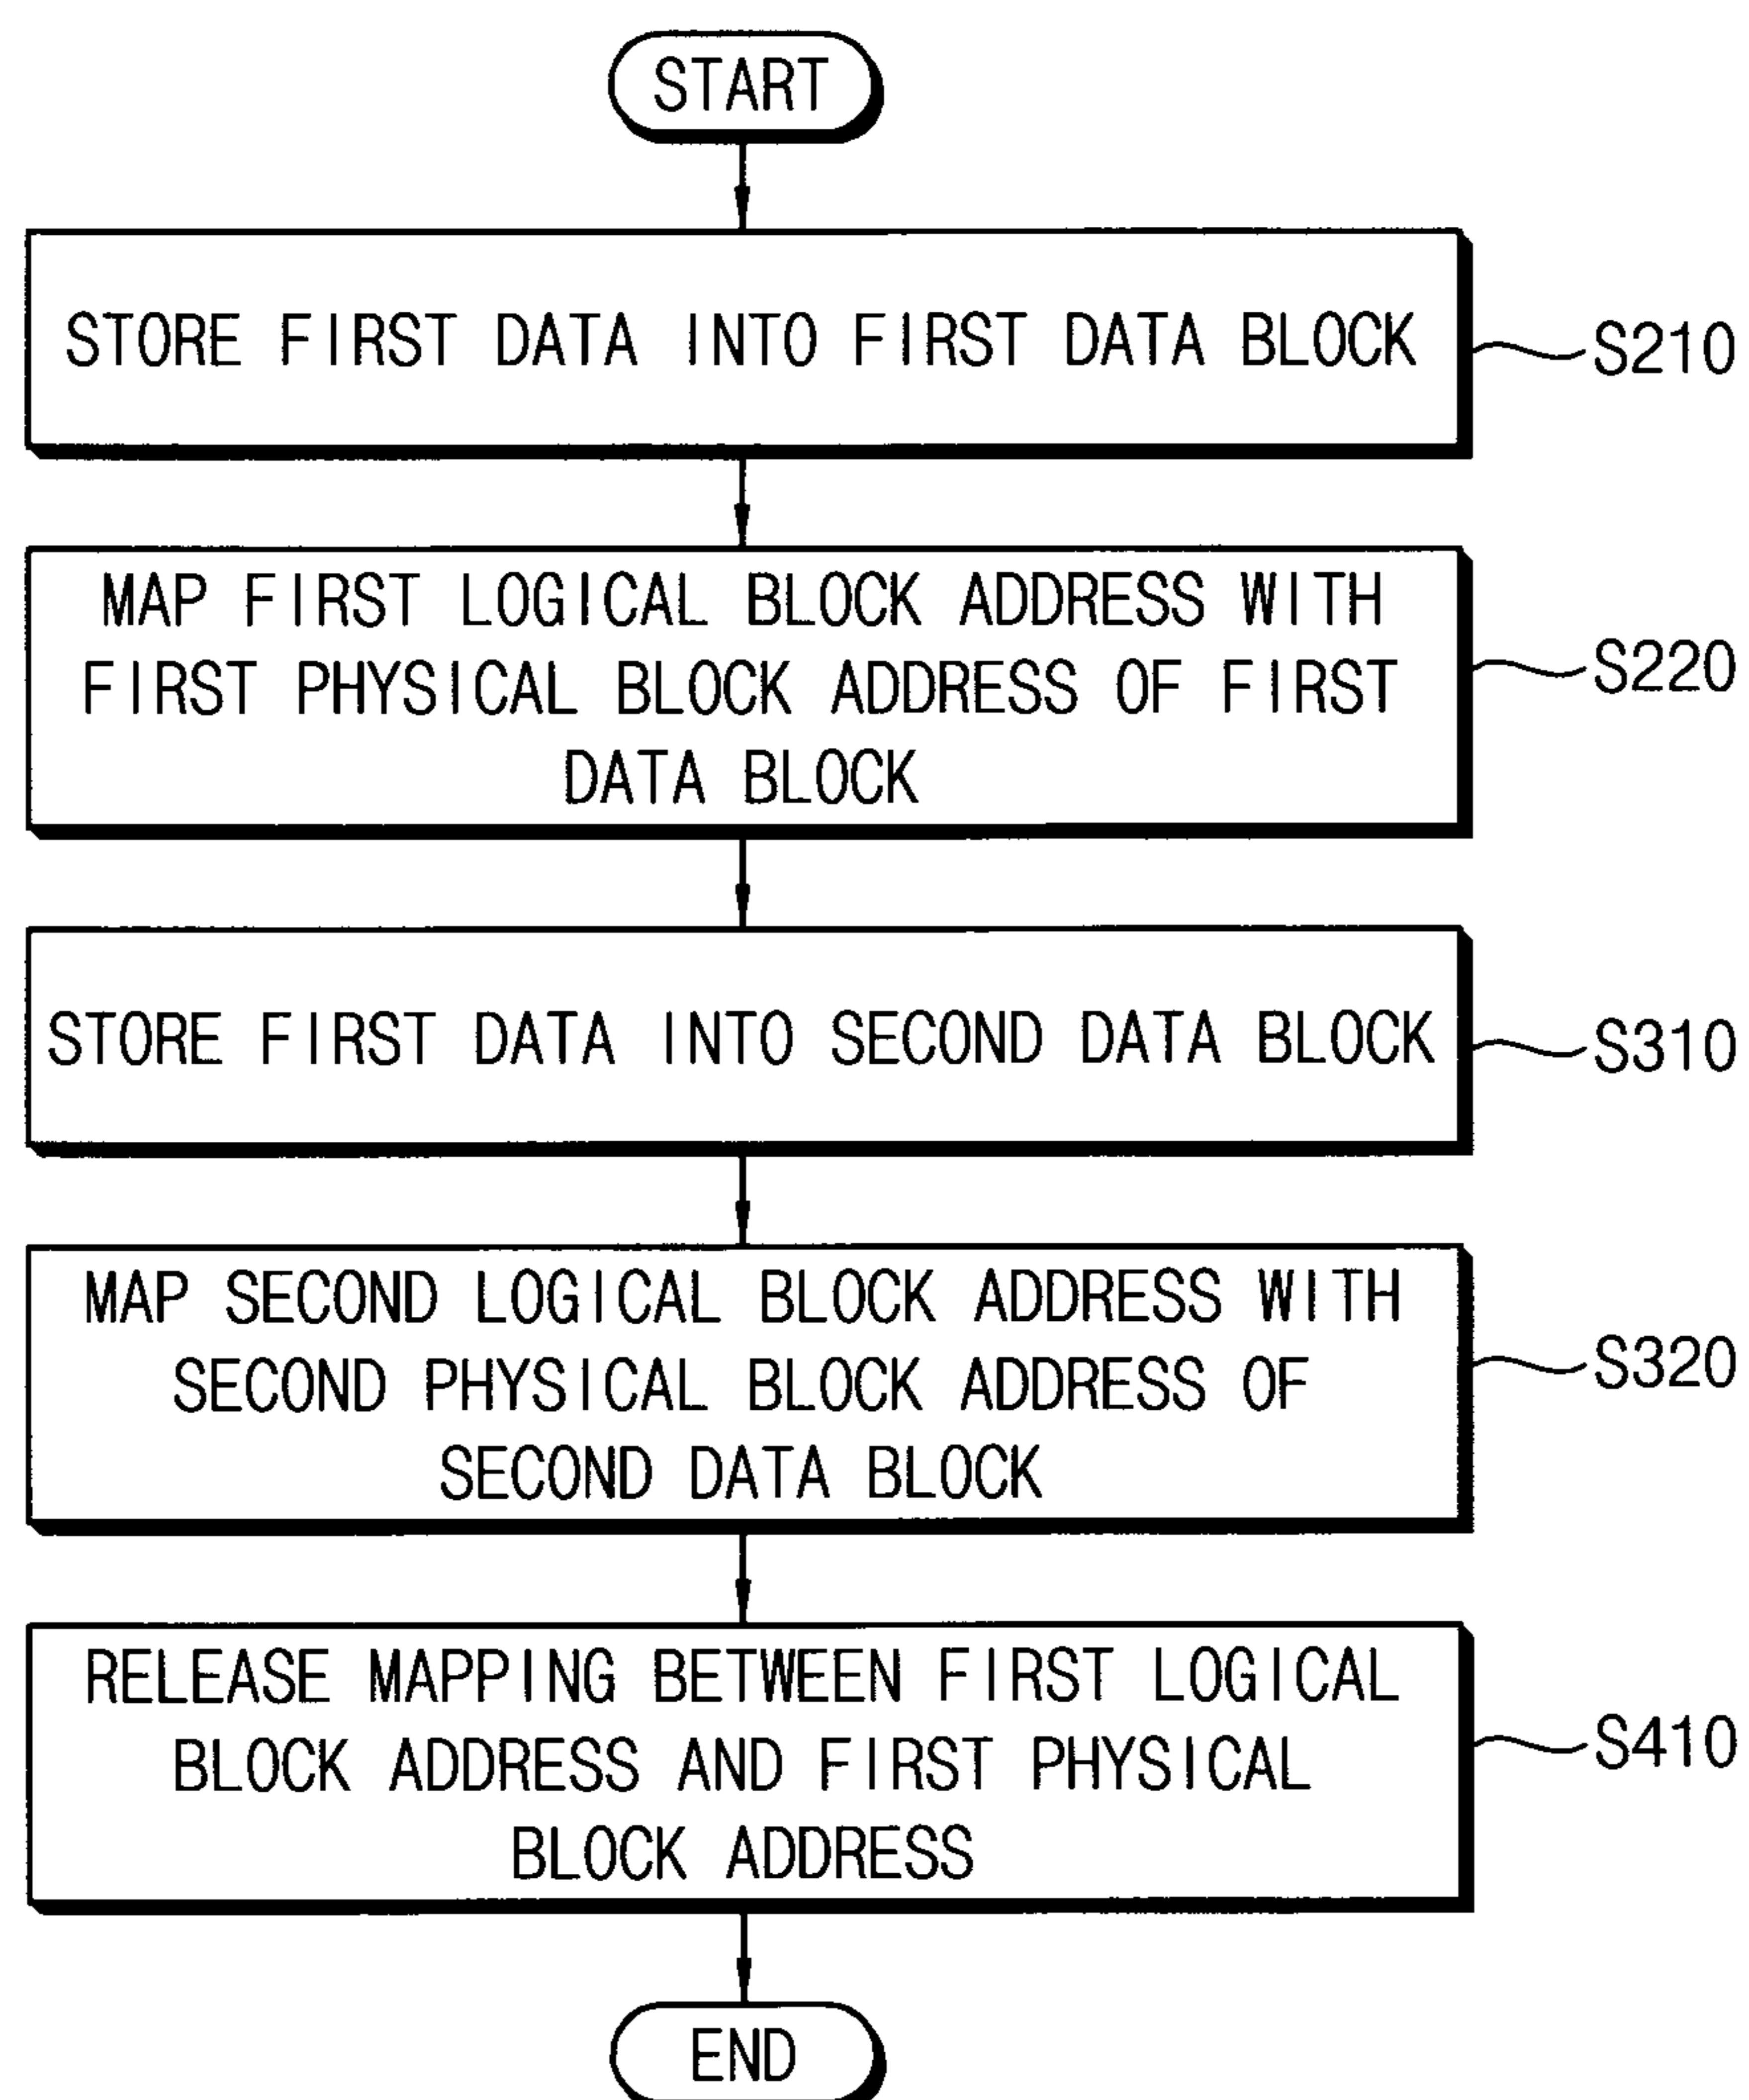 START
STORE FIRST DATA INTO FIRST DATA BLOCK
S210
MAP FIRST LOGICAL BLOCK ADDRESS WITH
FIRST PHYSICAL BLOCK ADDRESS OF FIRST
DATA BLOCK
S220
STORE FIRST DATA INTO SECOND DATA BLOCK
S310
MAP SECOND LOGICAL BLOCK ADDRESS WITH
SECOND PHYSICAL BLOCK ADDRESS OF
SECOND DATA BLOCK
S320
RELEASE MAPPING BETWEEN FIRST LOGICAL
BLOCK ADDRESS AND FIRST PHYSICAL
BLOCK ADDRESS
S410
END